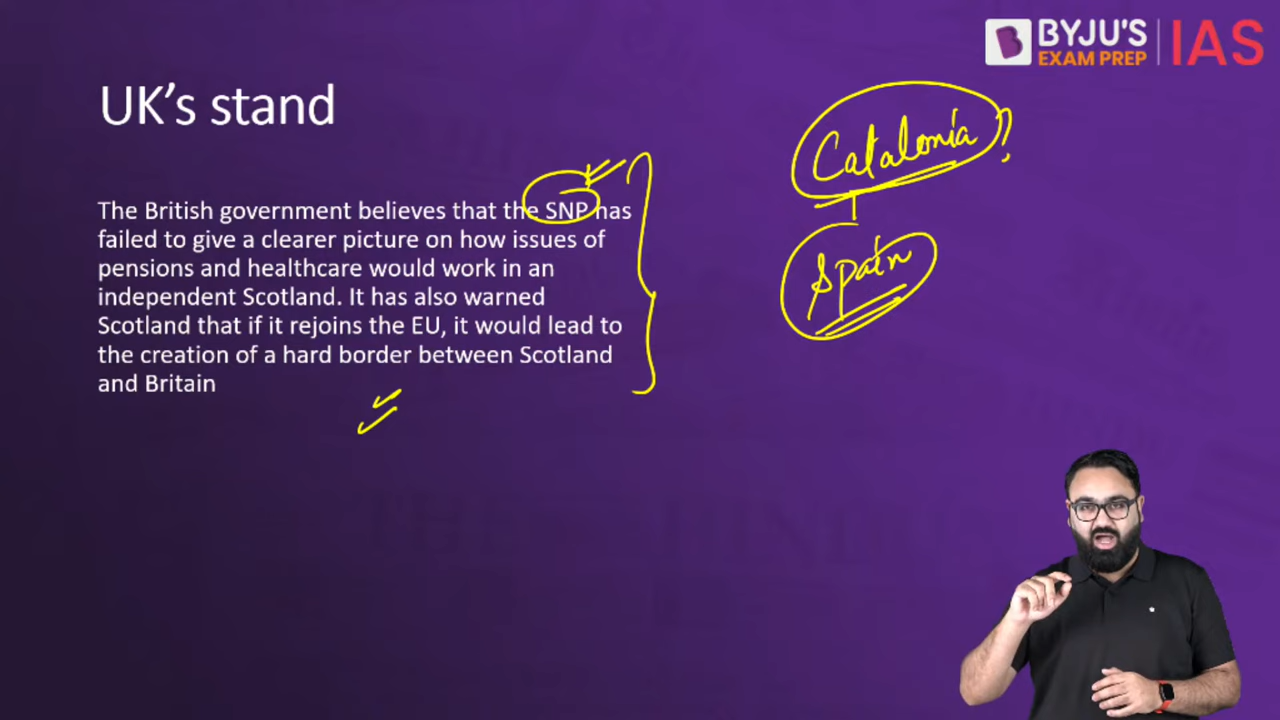 BYJU'S
EXAM PREP
IAS
UK's stand
The British government believes that the SNP has
failed to give a clearer picture on how issues of
pensions and healthcare would work in an
independent Scotland. It has also warned
Scotland that if it rejoins the EU, it would lead to
the creation of a hard border between Scotland
and Britain
Catalonia ?
Spain